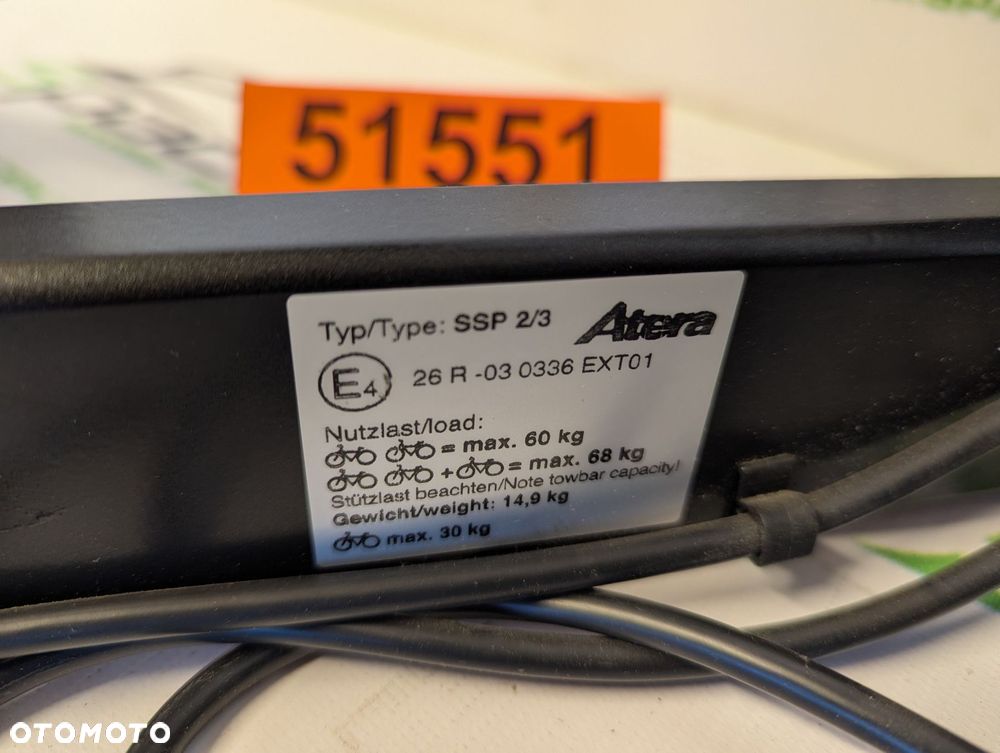 51551
Typ/Type: SSP 2/3 Atera
E4 26 R -03 0336 EXT01
Nutzlast/load:
= max. 60 kg
+ = max. 68 kg
Stützlast beachten/Note towbar capacity!
Gewicht/weight: 14,9 kg
max. 30 kg
OTOMOTO